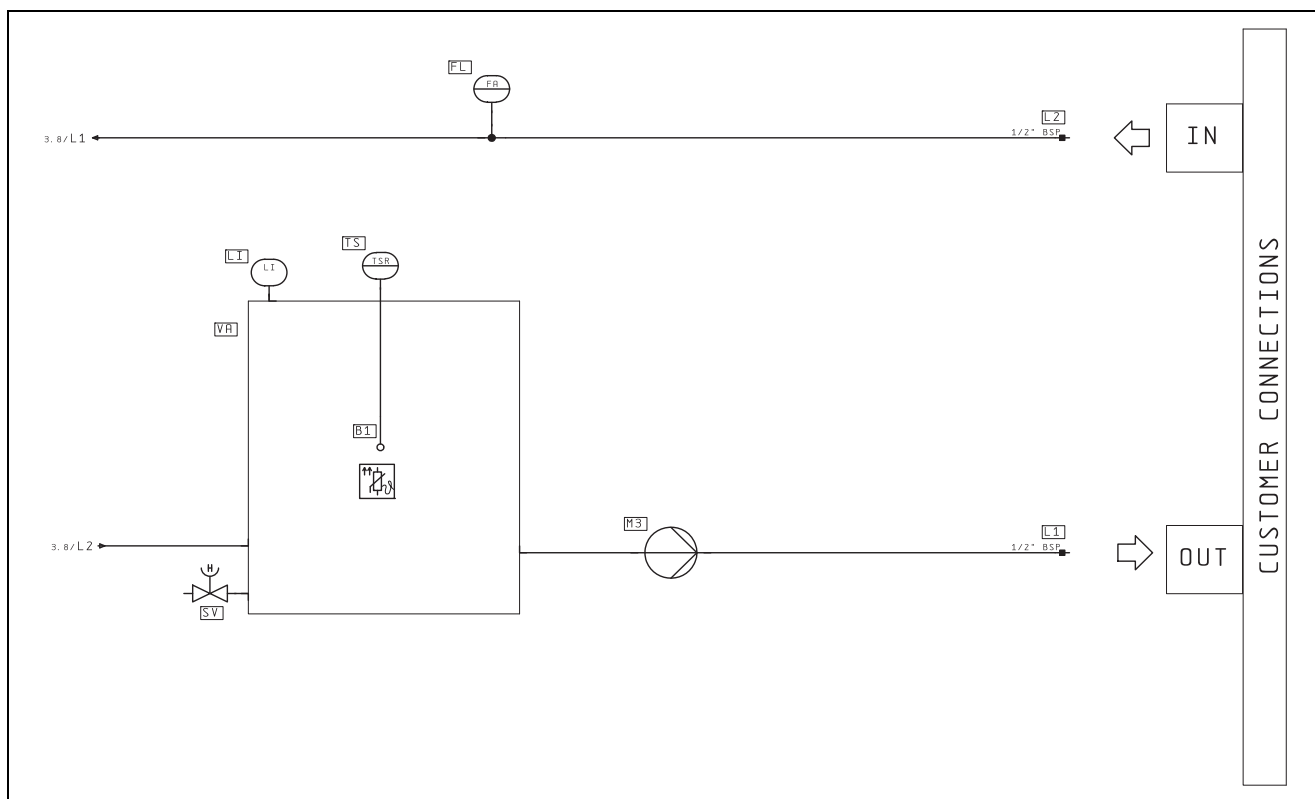 FL
FA
L2
1/2" BSP
IN
3.8/L1
LI
LI
TS
TSR
VA
B1
M3
L1
1/2" BSP
OUT
3.8/L2
H
SV
CUSTOMER CONNECTIONS